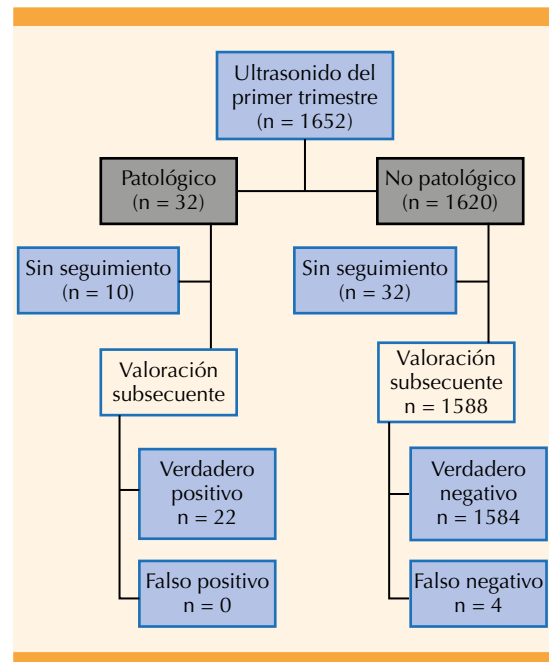 Ultrasonido del
primer trimestre
(n = 1652)
Patológico
(n = 32)
No patológico
(n = 1620)
Sin seguimiento
(n = 10)
Sin seguimiento
(n = 32)
Valoración
subsecuente
Valoración
subsecuente
n = 1588
Verdadero
positivo
n = 22
Verdadero
negativo
n = 1584
Falso positivo
n = 0
Falso negativo
n = 4